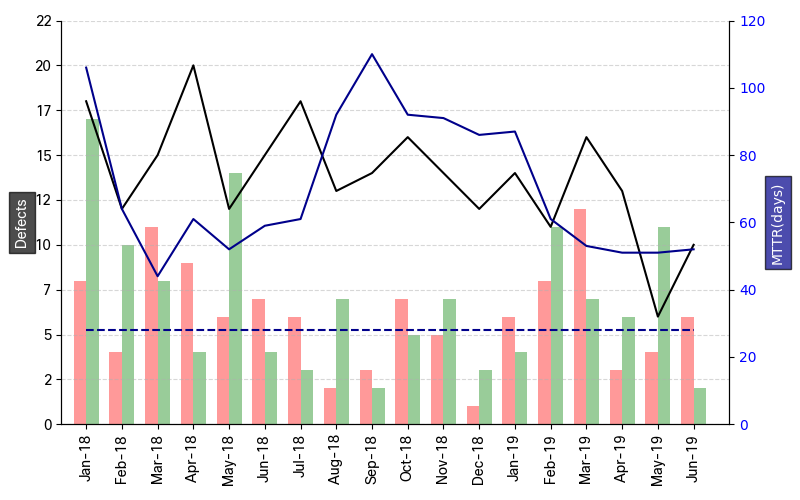 22
20
17
15
12
10
7
5
2
0
Defects
120
100
80
60
40
20
0
MTTR(days)
Jan-18
Feb-18
Mar-18
Apr-18
May-18
Jun-18
Jul-18
Aug-18
Sep-18
Oct-18
Nov-18
Dec-18
Jan-19
Feb-19
Mar-19
Apr-19
May-19
Jun-19